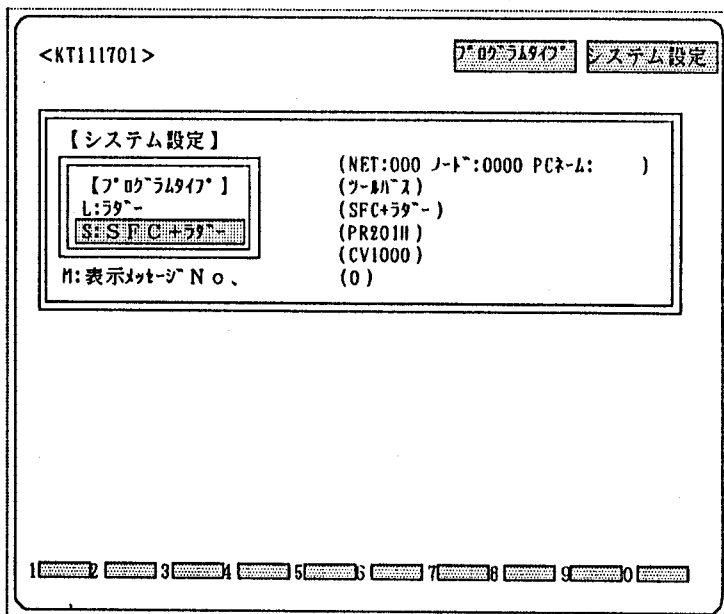 <KT111701>
ﾌﾟﾛｸﾞﾗﾑﾀｲﾌﾟ システム設定
【システム設定】
(NET:000 ﾉｰﾄﾞ:0000 PCﾈｰﾑ: )
【ﾌﾟﾛｸﾞﾗﾑﾀｲﾌﾟ】
(ﾂｰﾙﾊﾞｽ)
L:ﾗﾀﾞｰ
(SFC+ﾗﾀﾞｰ)
S:SFC+ﾗﾀﾞｰ
(PR201H)
(CV1000)
M:表示ﾒｯｾｰｼﾞNo、
(0)
1 2 3 4 5 6 7 8 9 0